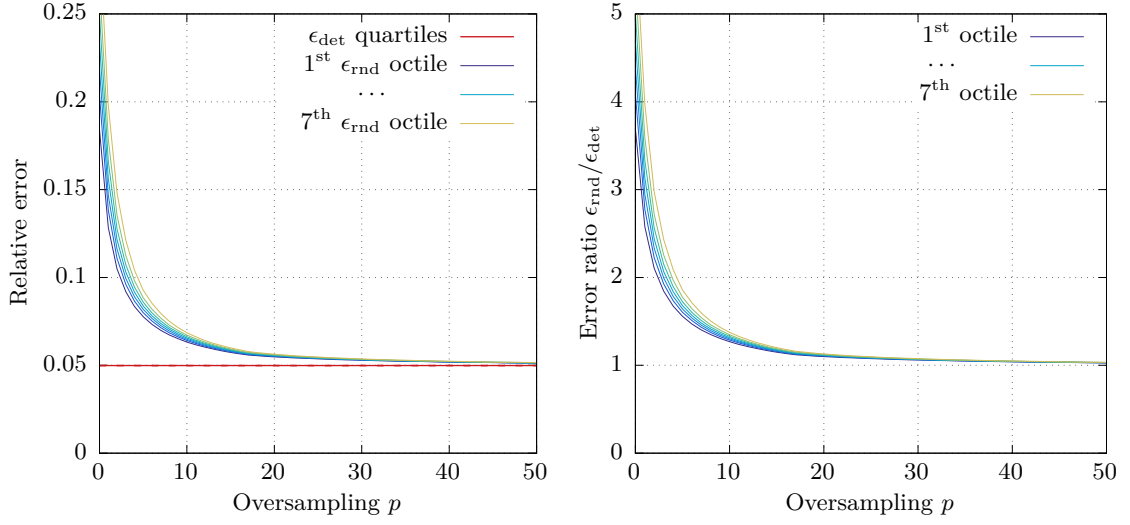 0.25
0.2
0.15
0.1
0.05
0
Relative error
ϵdet quartiles
1st ϵrnd octile
···
7th ϵrnd octile
0 10 20 30 40 50
Oversampling p
5
4
3
2
1
0
Error ratio ϵrnd/ϵdet
1st octile
···
7th octile
0 10 20 30 40 50
Oversampling p